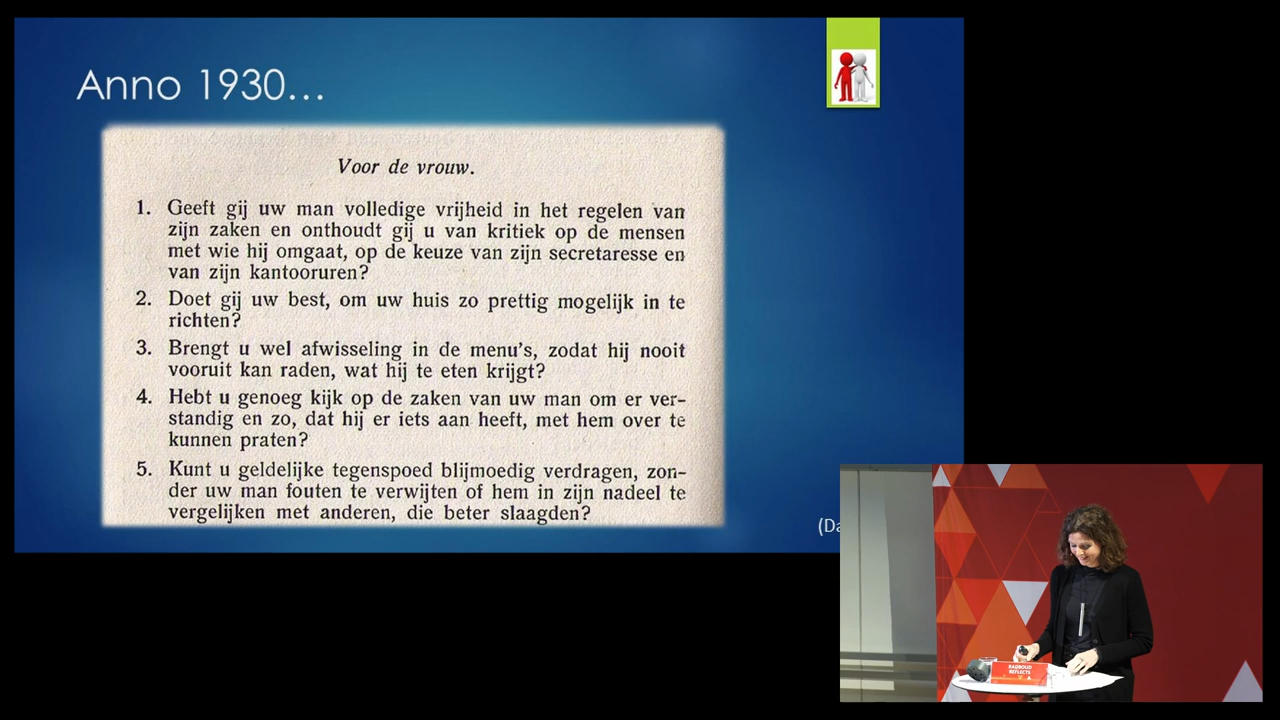 Anno 1930...
Voor de vrouw.
1. Geeft gij uw man volledige vrijheid in het regelen van
zijn zaken en onthoudt gij u van kritiek op de mensen
met wie hij omgaat, op de keuze van zijn secretaresse en
van zijn kantooruren?
2. Doet gij uw best, om uw huis zo prettig mogelijk in te
richten?
3. Brengt u wel afwisseling in de menu's, zodat hij nooit
vooruit kan raden, wat hij te eten krijgt?
4. Hebt u genoeg kijk op de zaken van uw man om er ver-
standig en zo, dat hij er iets aan heeft, met hem over te
kunnen praten?
5. Kunt u geldelijke tegenspoed blijmoedig verdragen, zon-
der uw man fouten te verwijten of hem in zijn nadeel te
vergelijken met anderen, die beter slaagden?
(Da
RADBOUD
REFLECTS